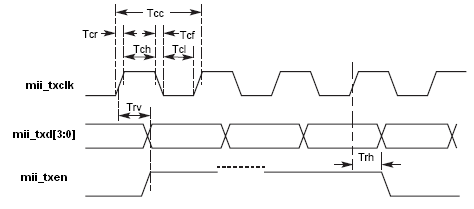 Tcc
Tcr
Tcf
Tch
Tcl
mii_txclk
Trv
mii_txd[3:0]
Trh
mii_txen